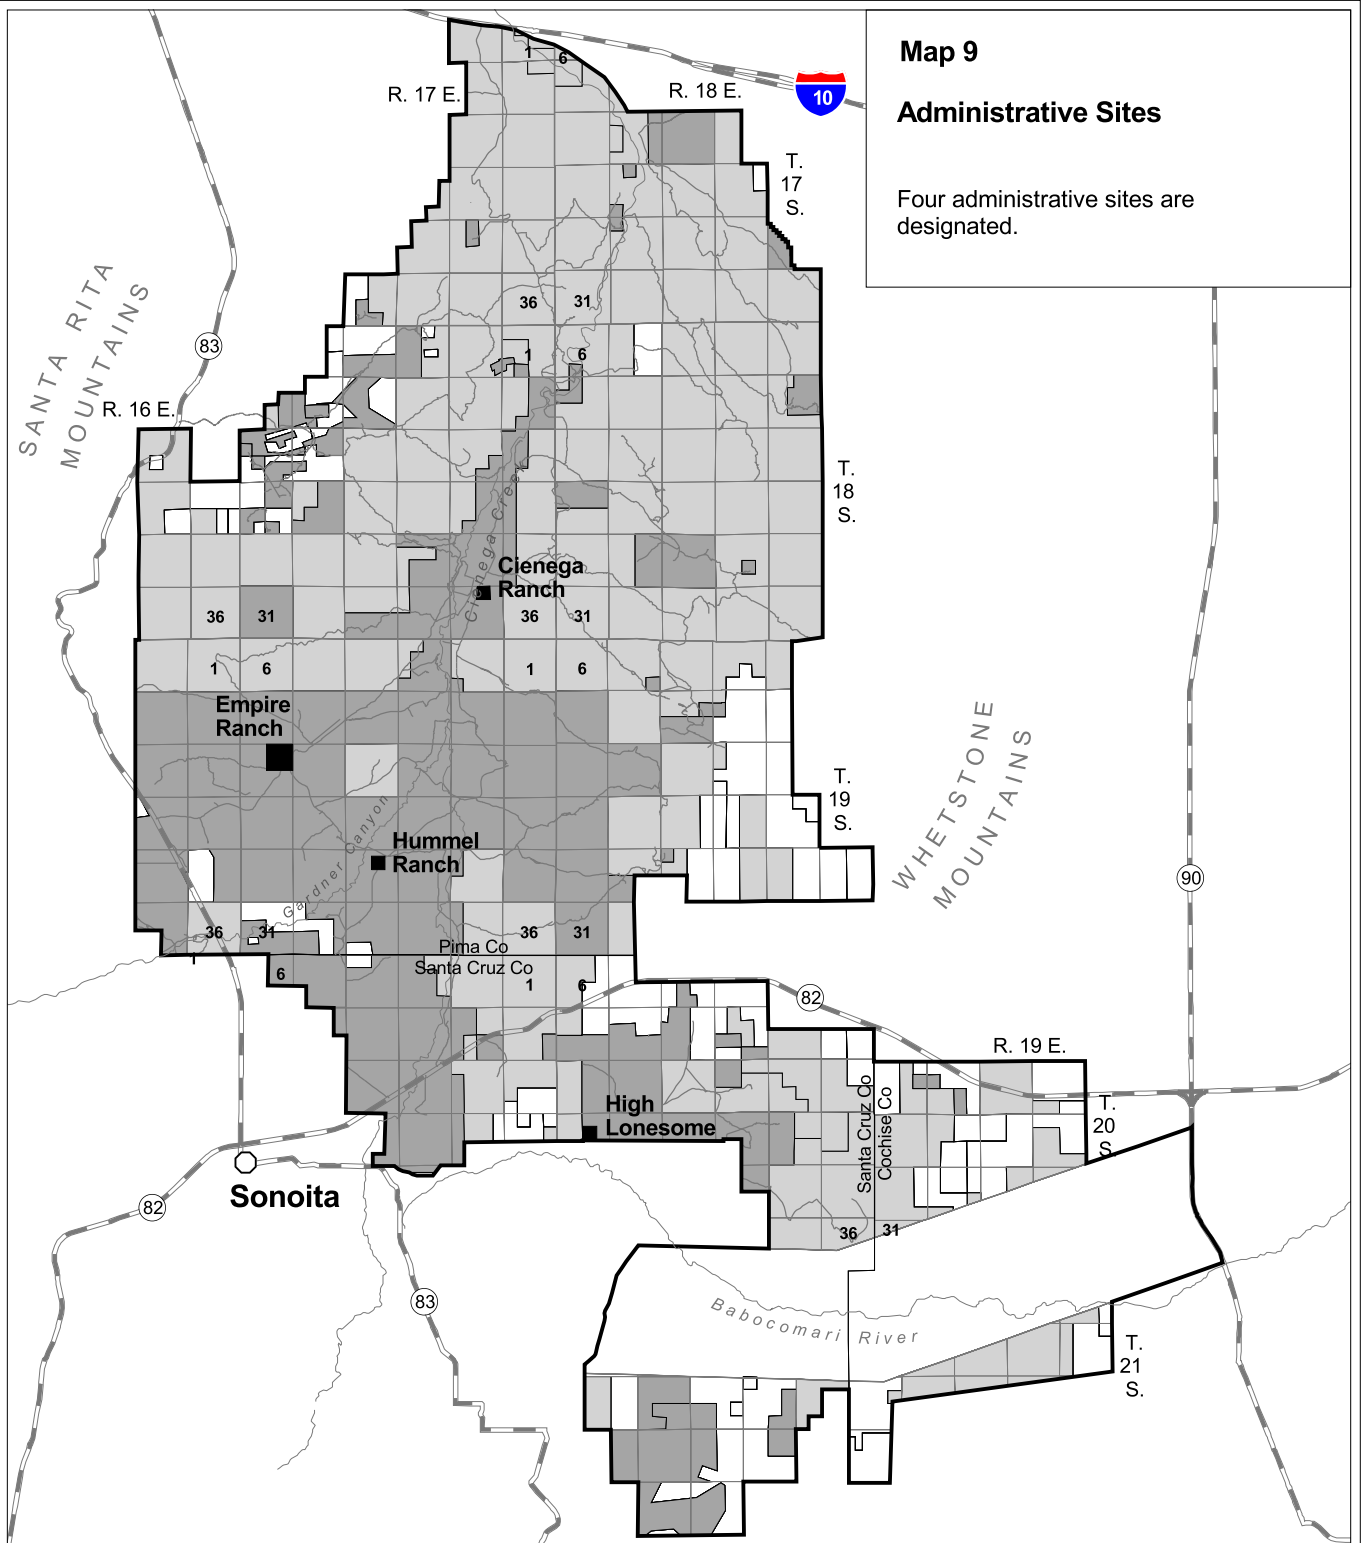 Map 9
Administrative Sites
Four administrative sites are
designated.
10
R. 17 E.
R. 18 E.
1
6
T.
17
S.
SANTA RITA
MOUNTAINS
83
36
31
1
6
R. 16 E.
T.
18
S.
Cienega Creek
Cienega
Ranch
36
31
36
31
1
6
1
6
Empire
Ranch
WHETSTONE
MOUNTAINS
T.
19
S.
Hummel
Ranch
Gardner Canyon
90
36
31
36
31
Pima Co
Santa Cruz Co
1
6
1
6
82
R. 19 E.
High
Lonesome
Santa Cruz Co
Cochise Co
T.
20
S.
Sonoita
82
36
31
83
Babocomari River
T.
21
S.